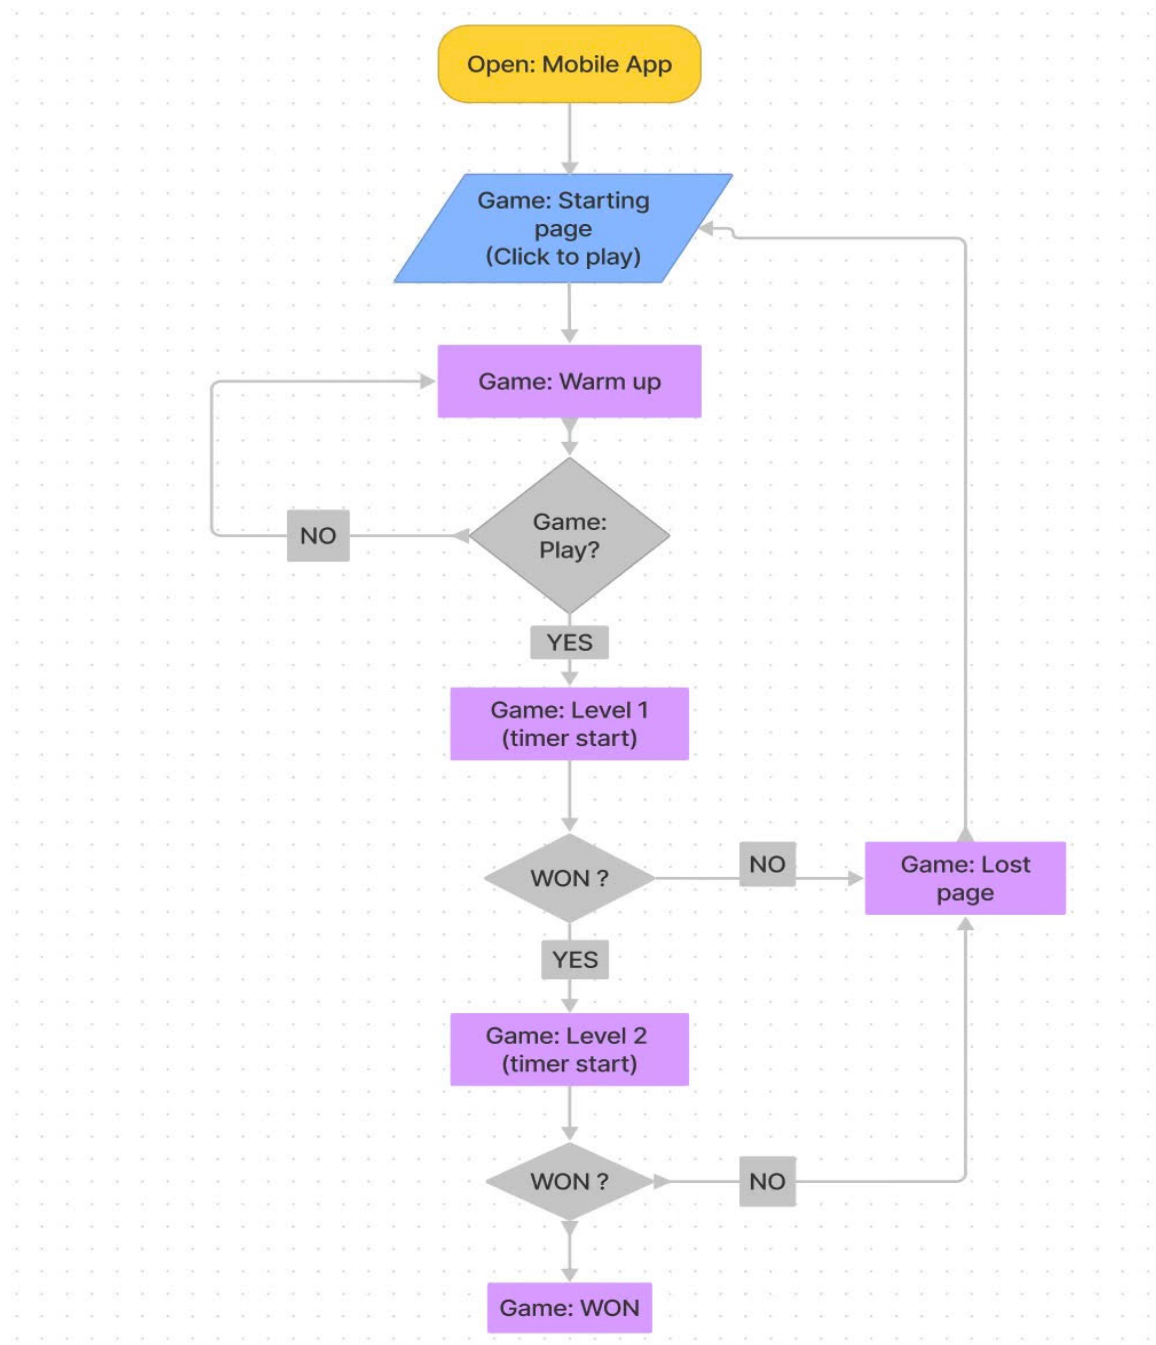 Open: Mobile App
Game: Starting
page
(Click to play)
Game: Warm up
Game:
Play?
NO
YES
Game: Level 1
(timer start)
WON ?
NO
Game: Lost
page
YES
Game: Level 2
(timer start)
WON ?
NO
Game: WON